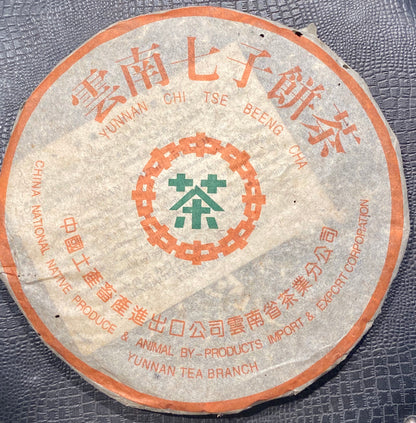 雲南七子餅茶
YUNNAN CHI TSE BEENG CHA
茶
中國土產畜產進出口公司雲南省茶業分公司
CHINA NATIONAL NATIVE PRODUCE & ANIMAL BY-PRODUCTS IMPORT & EXPORT CORPORATION
YUNNAN TEA BRANCH